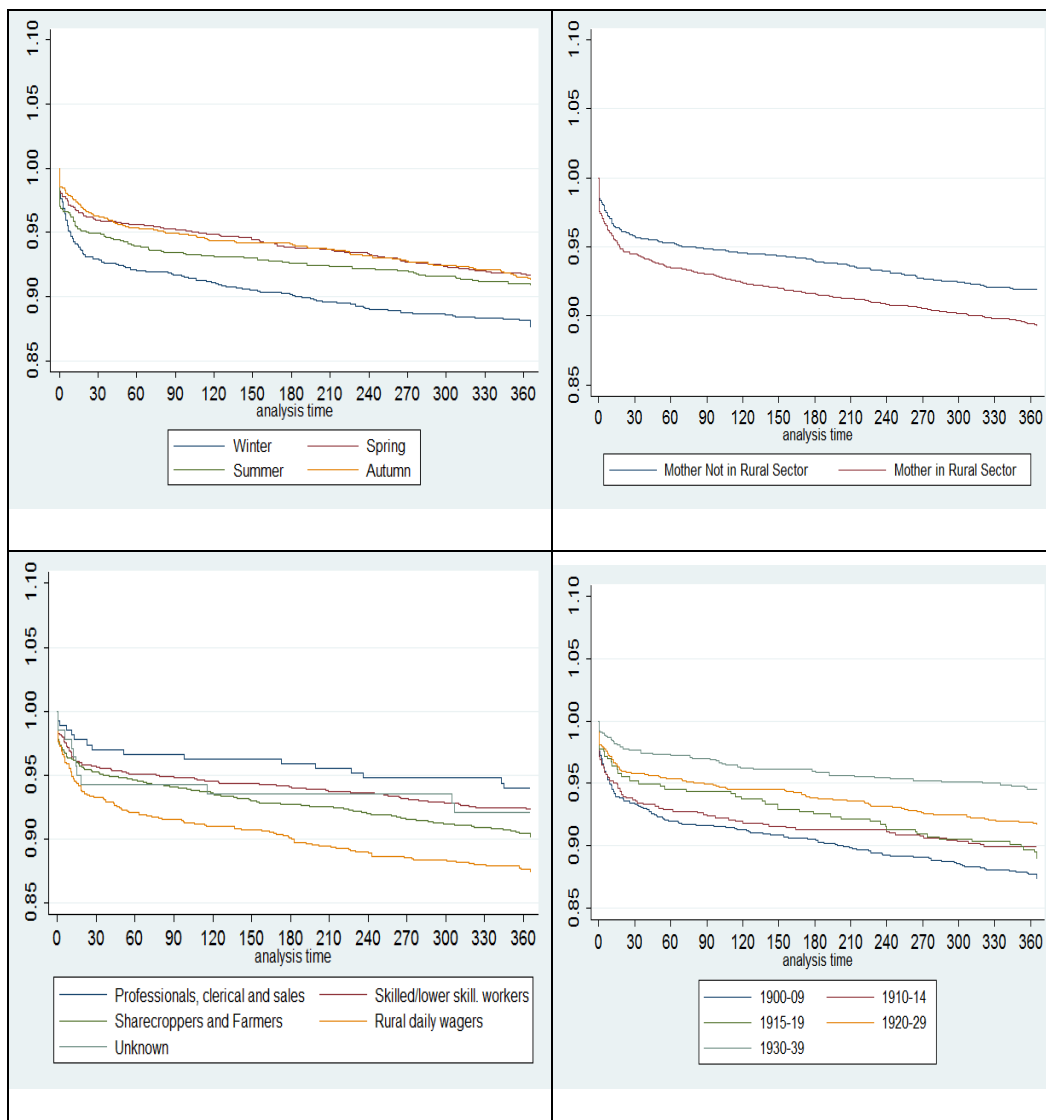 1.10
1.05
1.00
0.95
0.90
0.85
0 30 60 90 120 150 180 210 240 270 300 330 360
analysis time
Winter Spring
Summer Autumn
1.10
1.05
1.00
0.95
0.90
0.85
0 30 60 90 120 150 180 210 240 270 300 330 360
analysis time
Mother Not in Rural Sector Mother in Rural Sector
1.10
1.05
1.00
0.95
0.90
0.85
0 30 60 90 120 150 180 210 240 270 300 330 360
analysis time
Professionals, clerical and sales Skilled/lower skill. workers
Sharecroppers and Farmers Rural daily wagers
Unknown
1.10
1.05
1.00
0.95
0.90
0.85
0 30 60 90 120 150 180 210 240 270 300 330 360
analysis time
1900-09 1910-14
1915-19 1920-29
1930-39